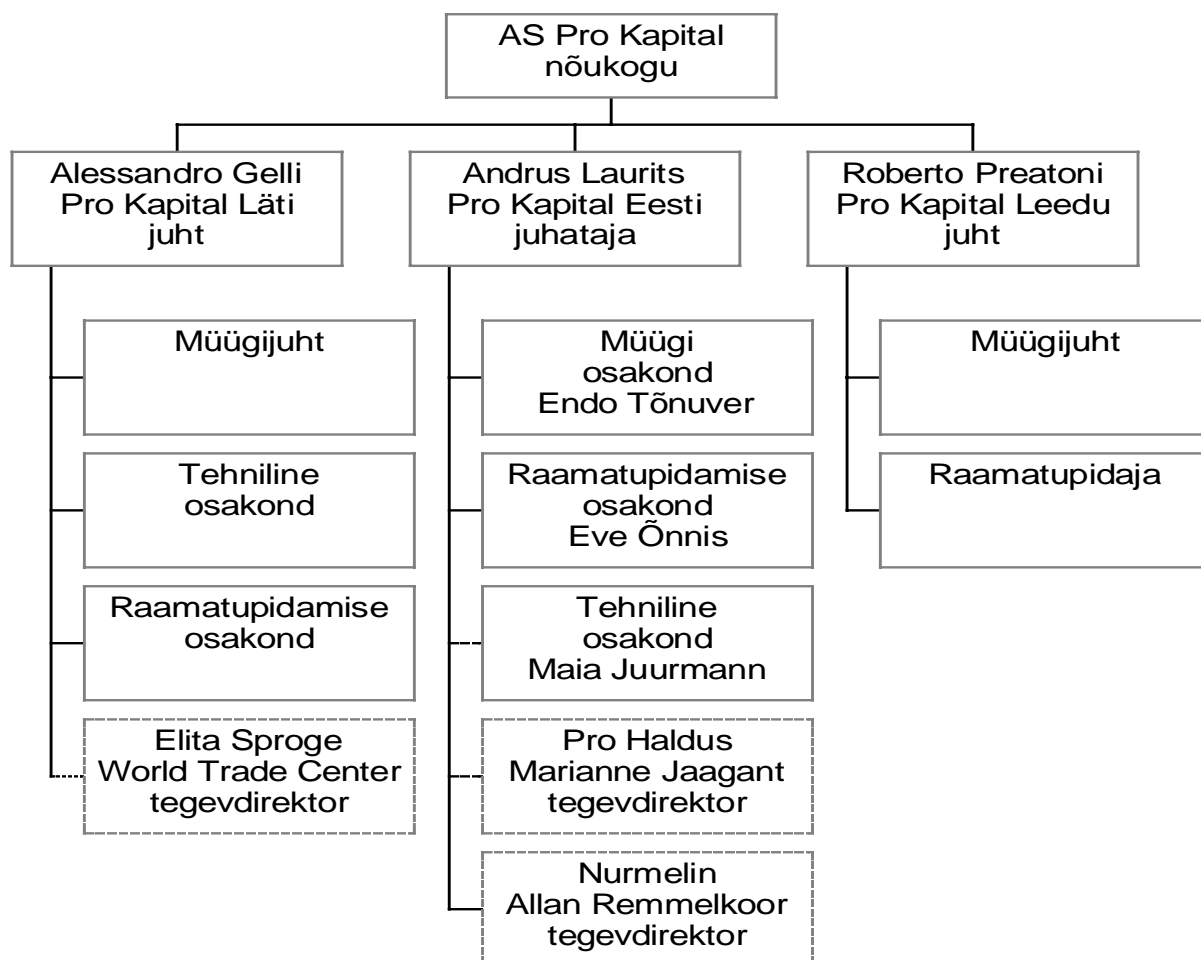 AS Pro Kapital
nõukogu
Alessandro Gelli
Pro Kapital Läti
juht
Andrus Laurits
Pro Kapital Eesti
juhataja
Roberto Preatoni
Pro Kapital Leedu
juht
Müügijuht
Tehniline
osakond
Raamatupidamise
osakond
Elita Sproge
World Trade Center
tegevdirektor
Müügi
osakond
Endo Tõnuver
Raamatupidamise
osakond
Eve Õnnis
Tehniline
osakond
Maia Juurmann
Pro Haldus
Marianne Jaagant
tegevdirektor
Nurmelin
Allan Remmelkoor
tegevdirektor
Müügijuht
Raamatupidaja